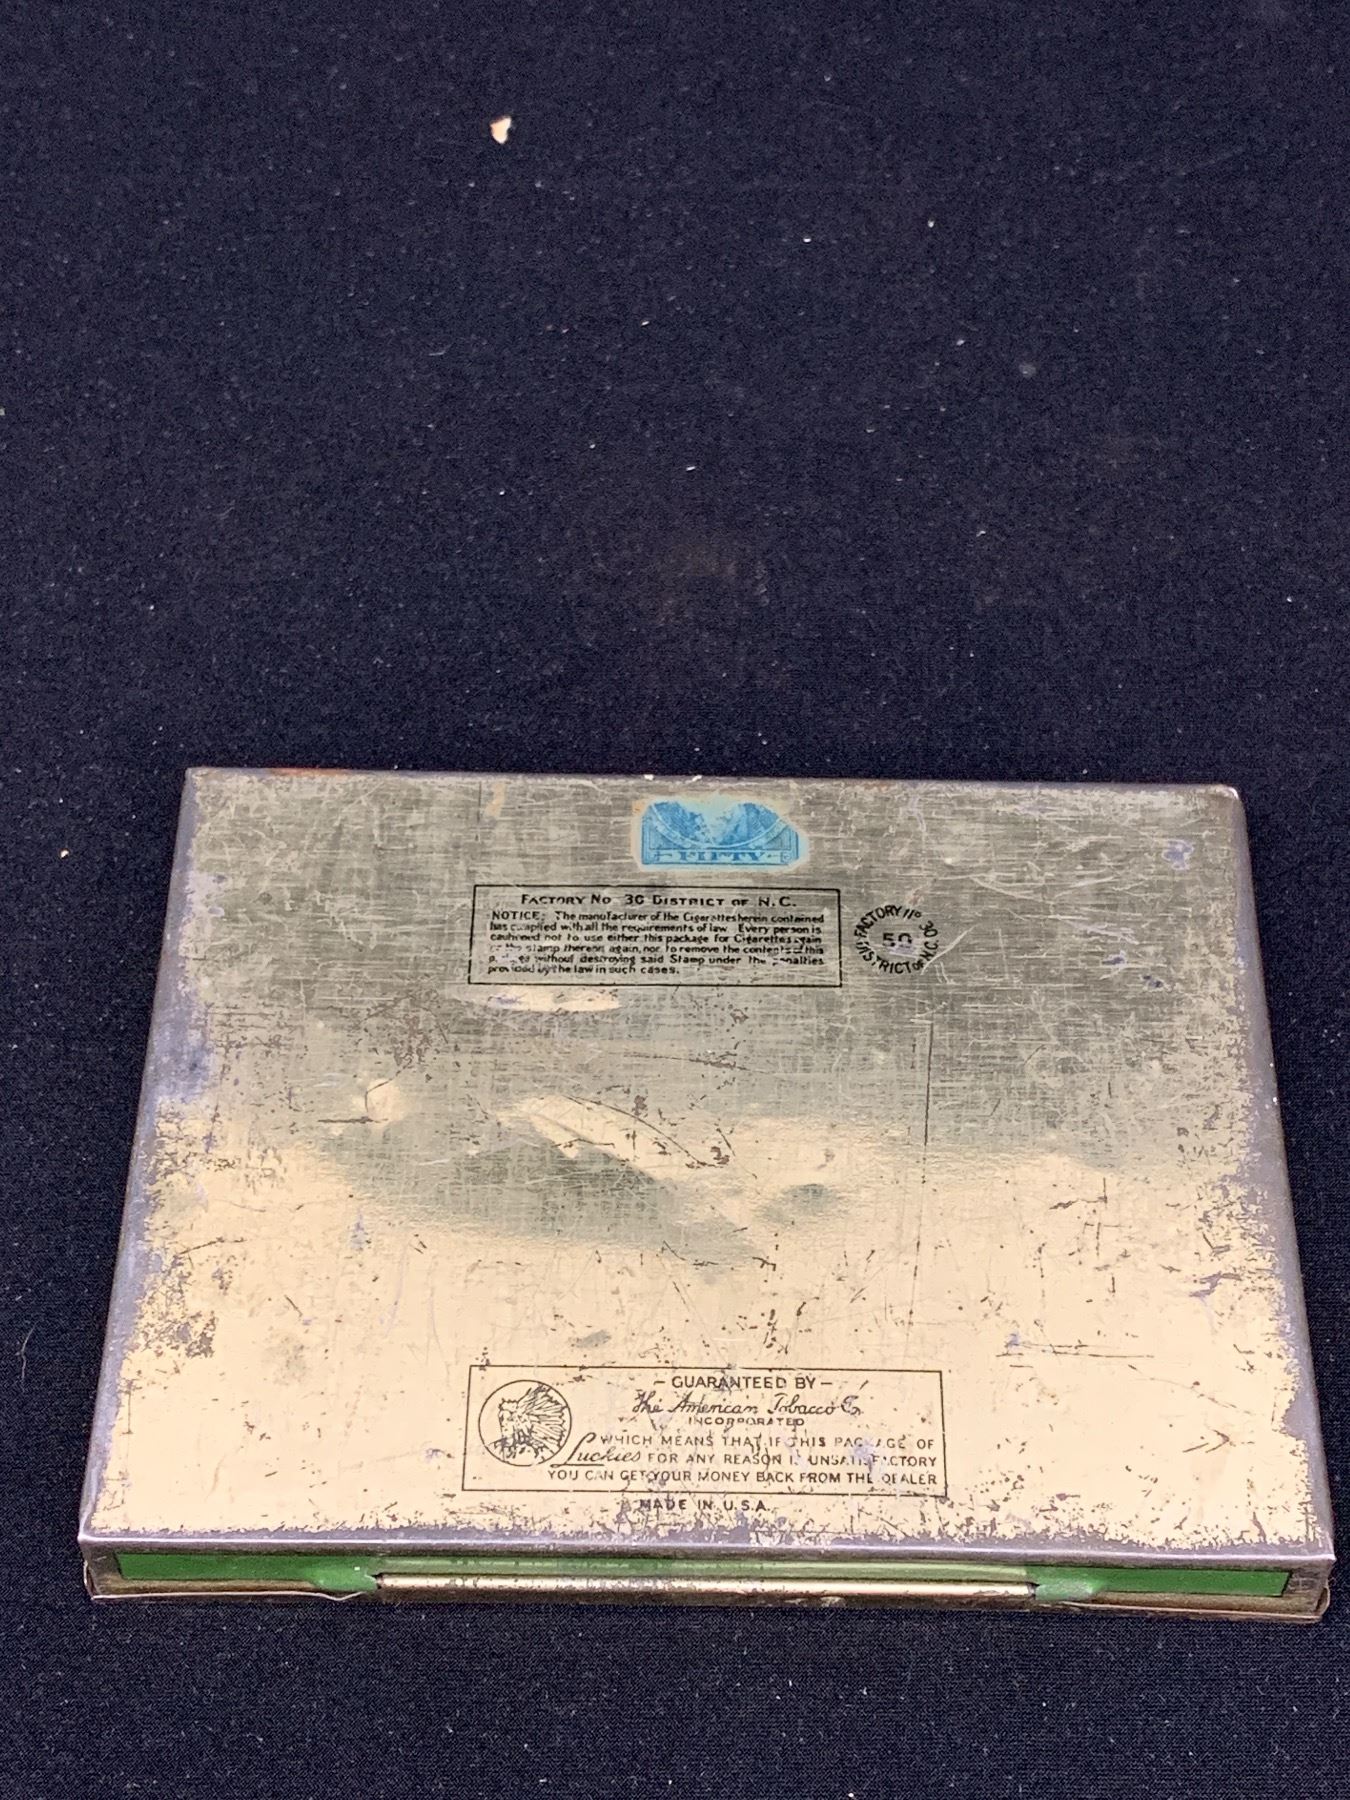 FIFTY
FACTORY No 30 DISTRICT OF N.C.
NOTICE: The manufacturer of the Cigarettes herein contained
has complied with all the requirements of law Every person is
cautioned not to use either this package for Cigarettes again
or the stamp thereon again, nor to remove the contents of this
without destroying said Stamp under the penalties
provided by the law in such cases.
FACTORY
50
DISTRICT OF N.C.
- GUARANTEED BY -
The American Tobacco Co.
INCORPORATED
WHICH MEANS THAT IF THIS PACKAGE OF
Luckies FOR ANY REASON IS UNSATISFACTORY
YOU CAN GET YOUR MONEY BACK FROM THE DEALER
MADE IN U.S.A.